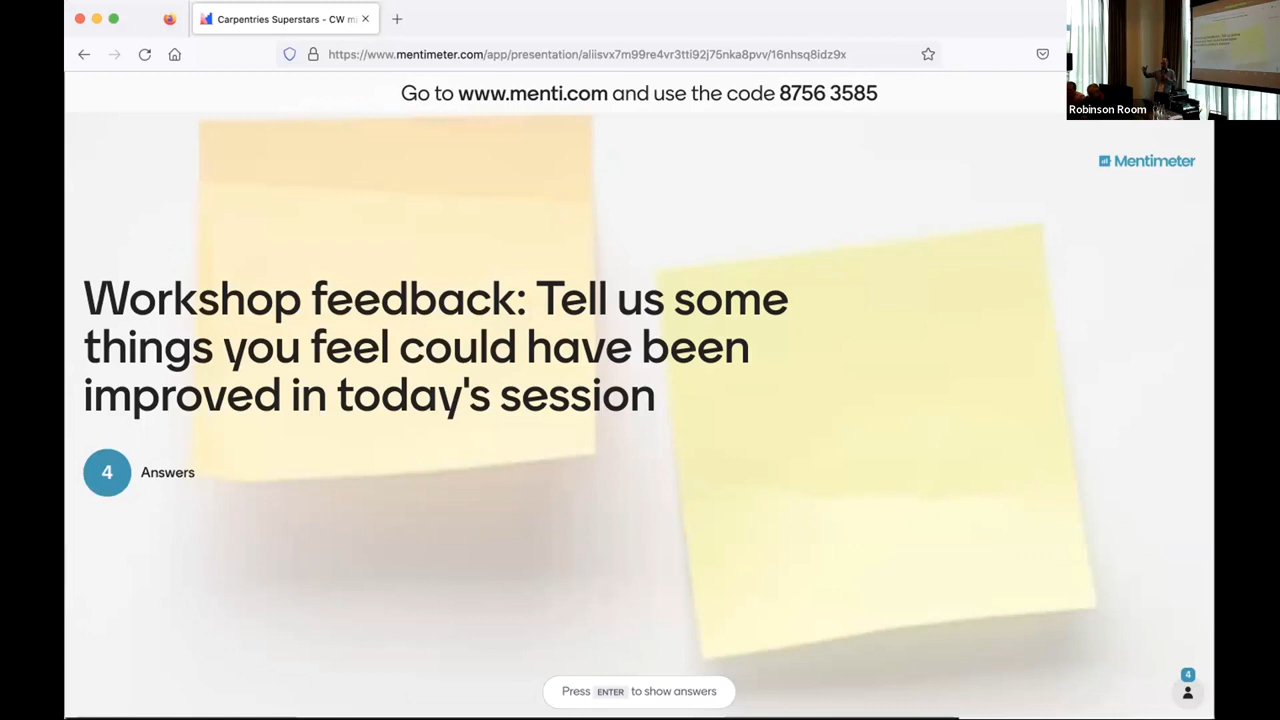 Carpentries Superstars - CW mi
https://www.mentimeter.com/app/presentation/aliisvx7m99re4vr3tti92j75nka8pvv/16nhsq8idz9x
Go to www.menti.com and use the code 8756 3585
Robinson Room
Mentimeter
Workshop feedback: Tell us some
things you feel could have been
improved in today's session
4 Answers
Press ENTER to show answers
4